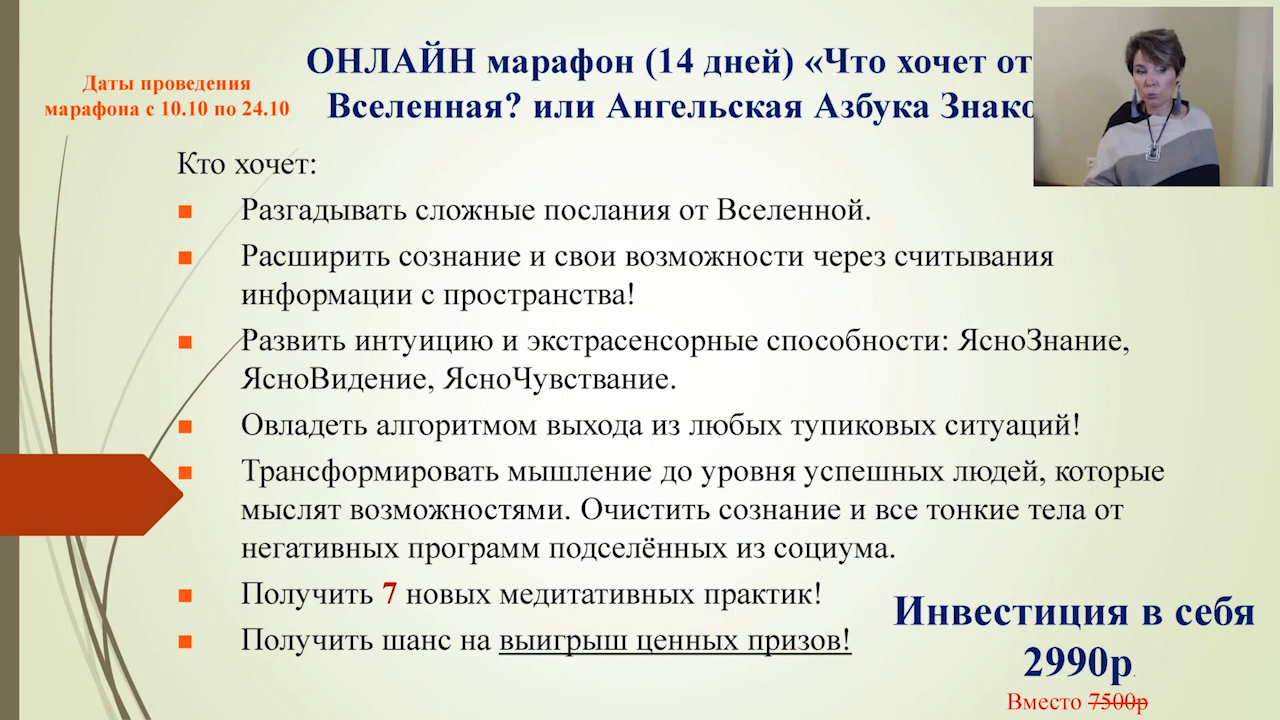 Даты проведения
марафона с 10.10 по 24.10
ОНЛАЙН марафон (14 дней) «Что хочет от
Вселенная? или Ангельская Азбука
Кто хочет:
Разгадывать сложные послания от Вселенной.
Расширить сознание и свои возможности через считывания
информации с пространства!
Развить интуицию и экстрасенсорные способности: ЯсноЗнание,
ЯсноВидение, ЯсноЧувствание.
Овладеть алгоритмом выхода из любых тупиковых ситуаций!
Трансформировать мышление до уровня успешных людей, которые
мыслят возможностями. Очистить сознание и все тонкие тела от
негативных программ подселённых из социума.
Получить 7 новых медитативных практик!
Получить шанс на выигрыш ценных призов!
Инвестиция в себя
2990р.
Вместо 7500р